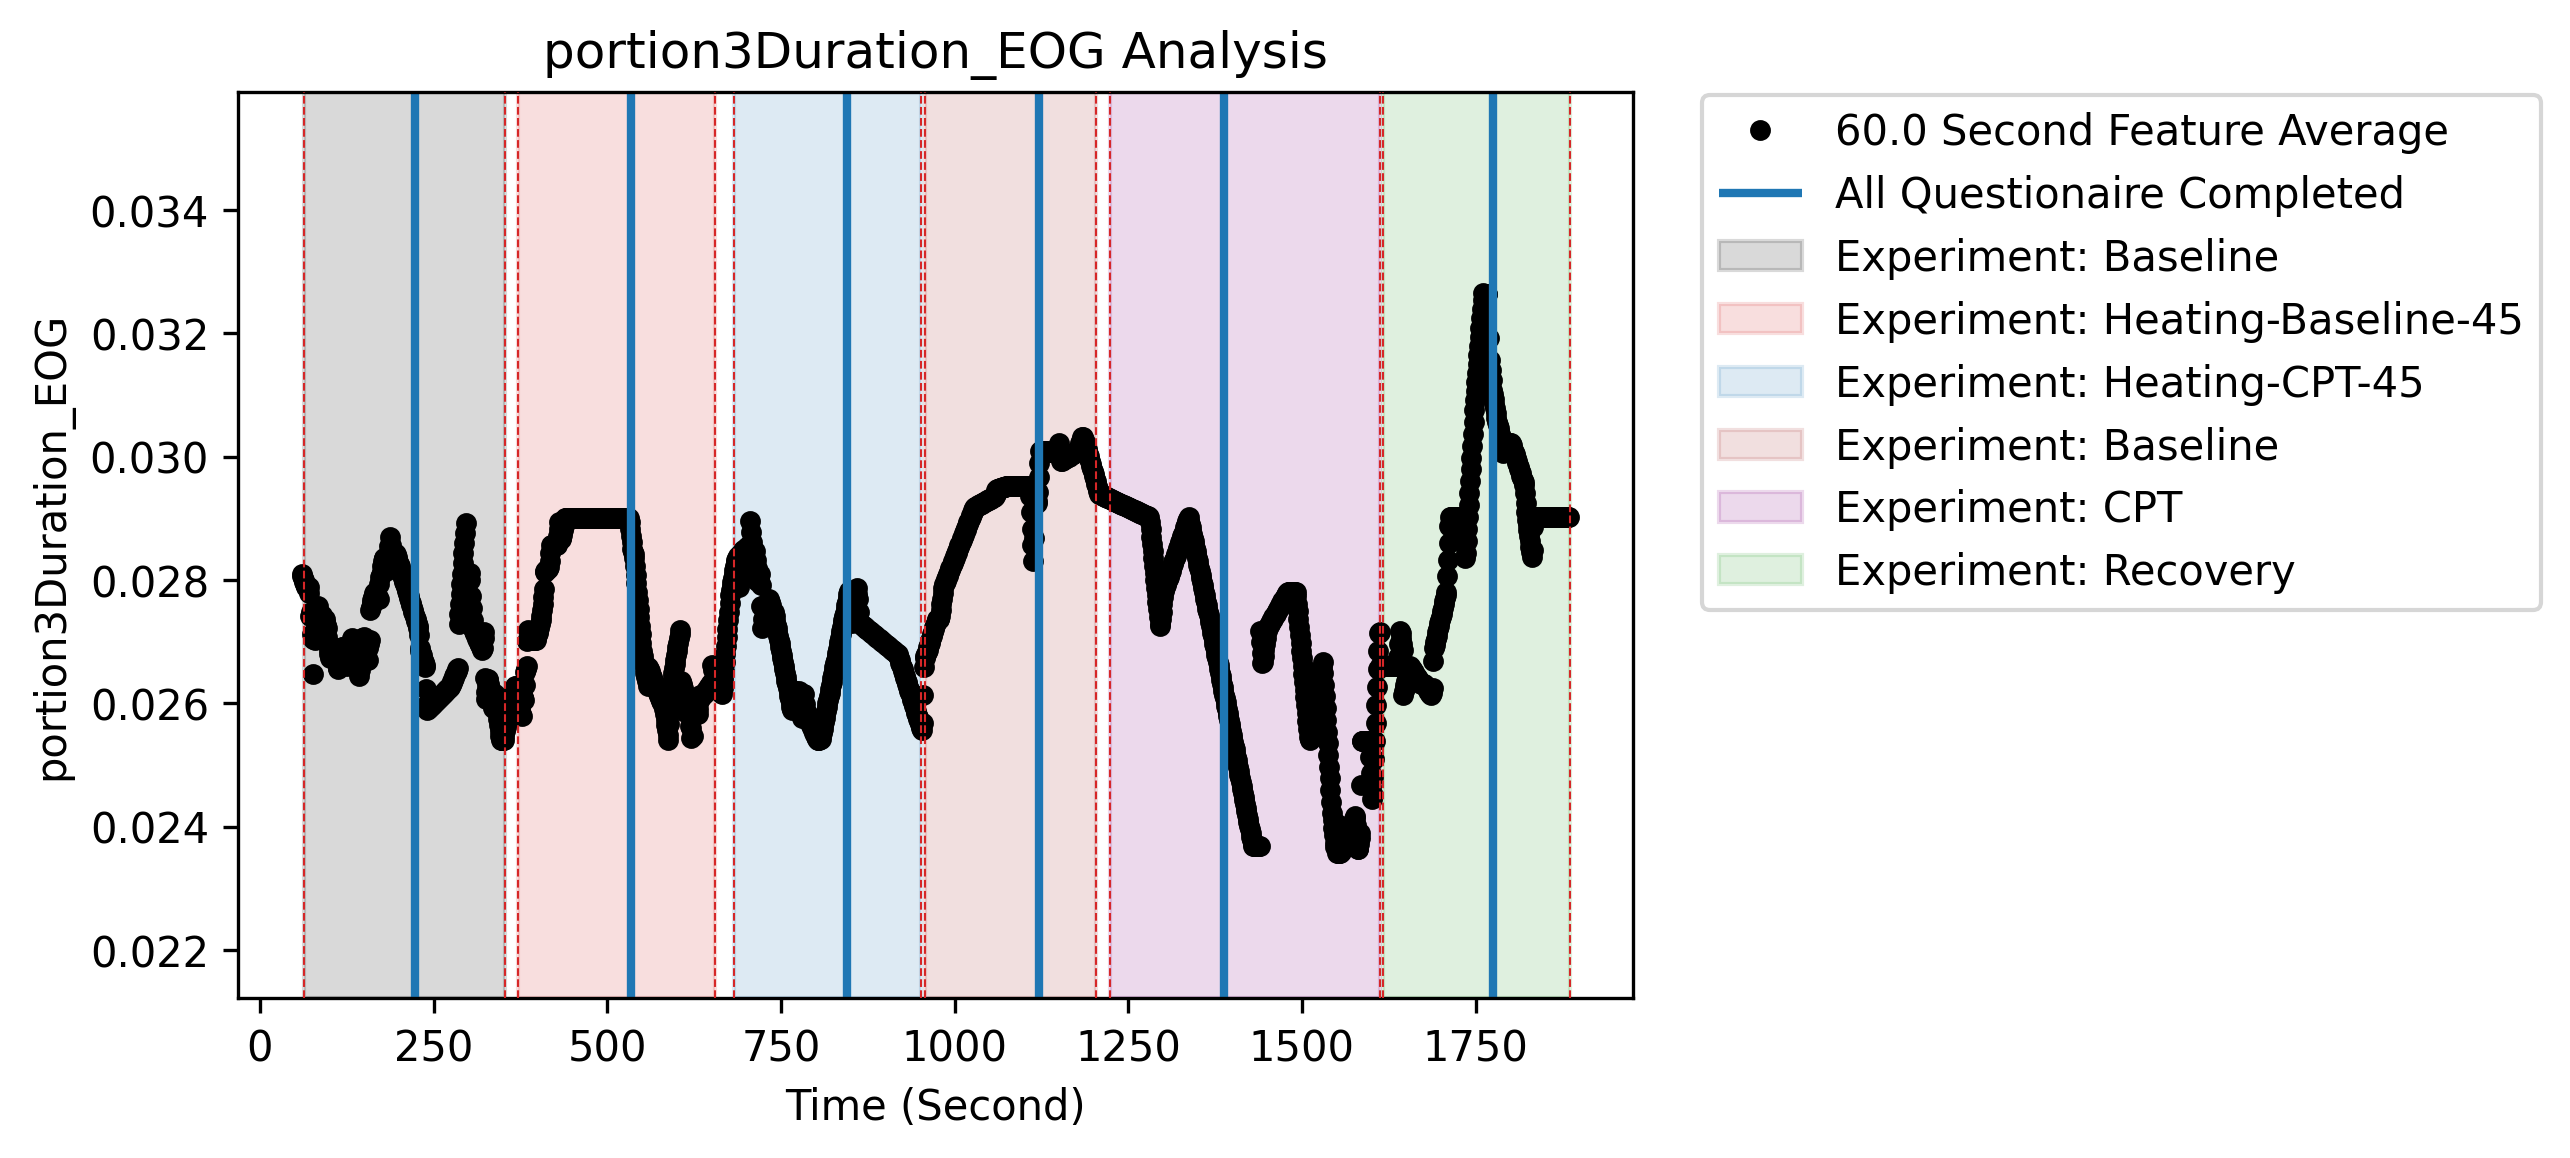 portion3Duration_EOG Analysis
portion3Duration_EOG
0.034
0.032
0.030
0.028
0.026
0.024
0.022
0 250 500 750 1000 1250 1500 1750
Time (Second)
60.0 Second Feature Average
All Questionaire Completed
Experiment: Baseline
Experiment: Heating-Baseline-45
Experiment: Heating-CPT-45
Experiment: Baseline
Experiment: CPT
Experiment: Recovery